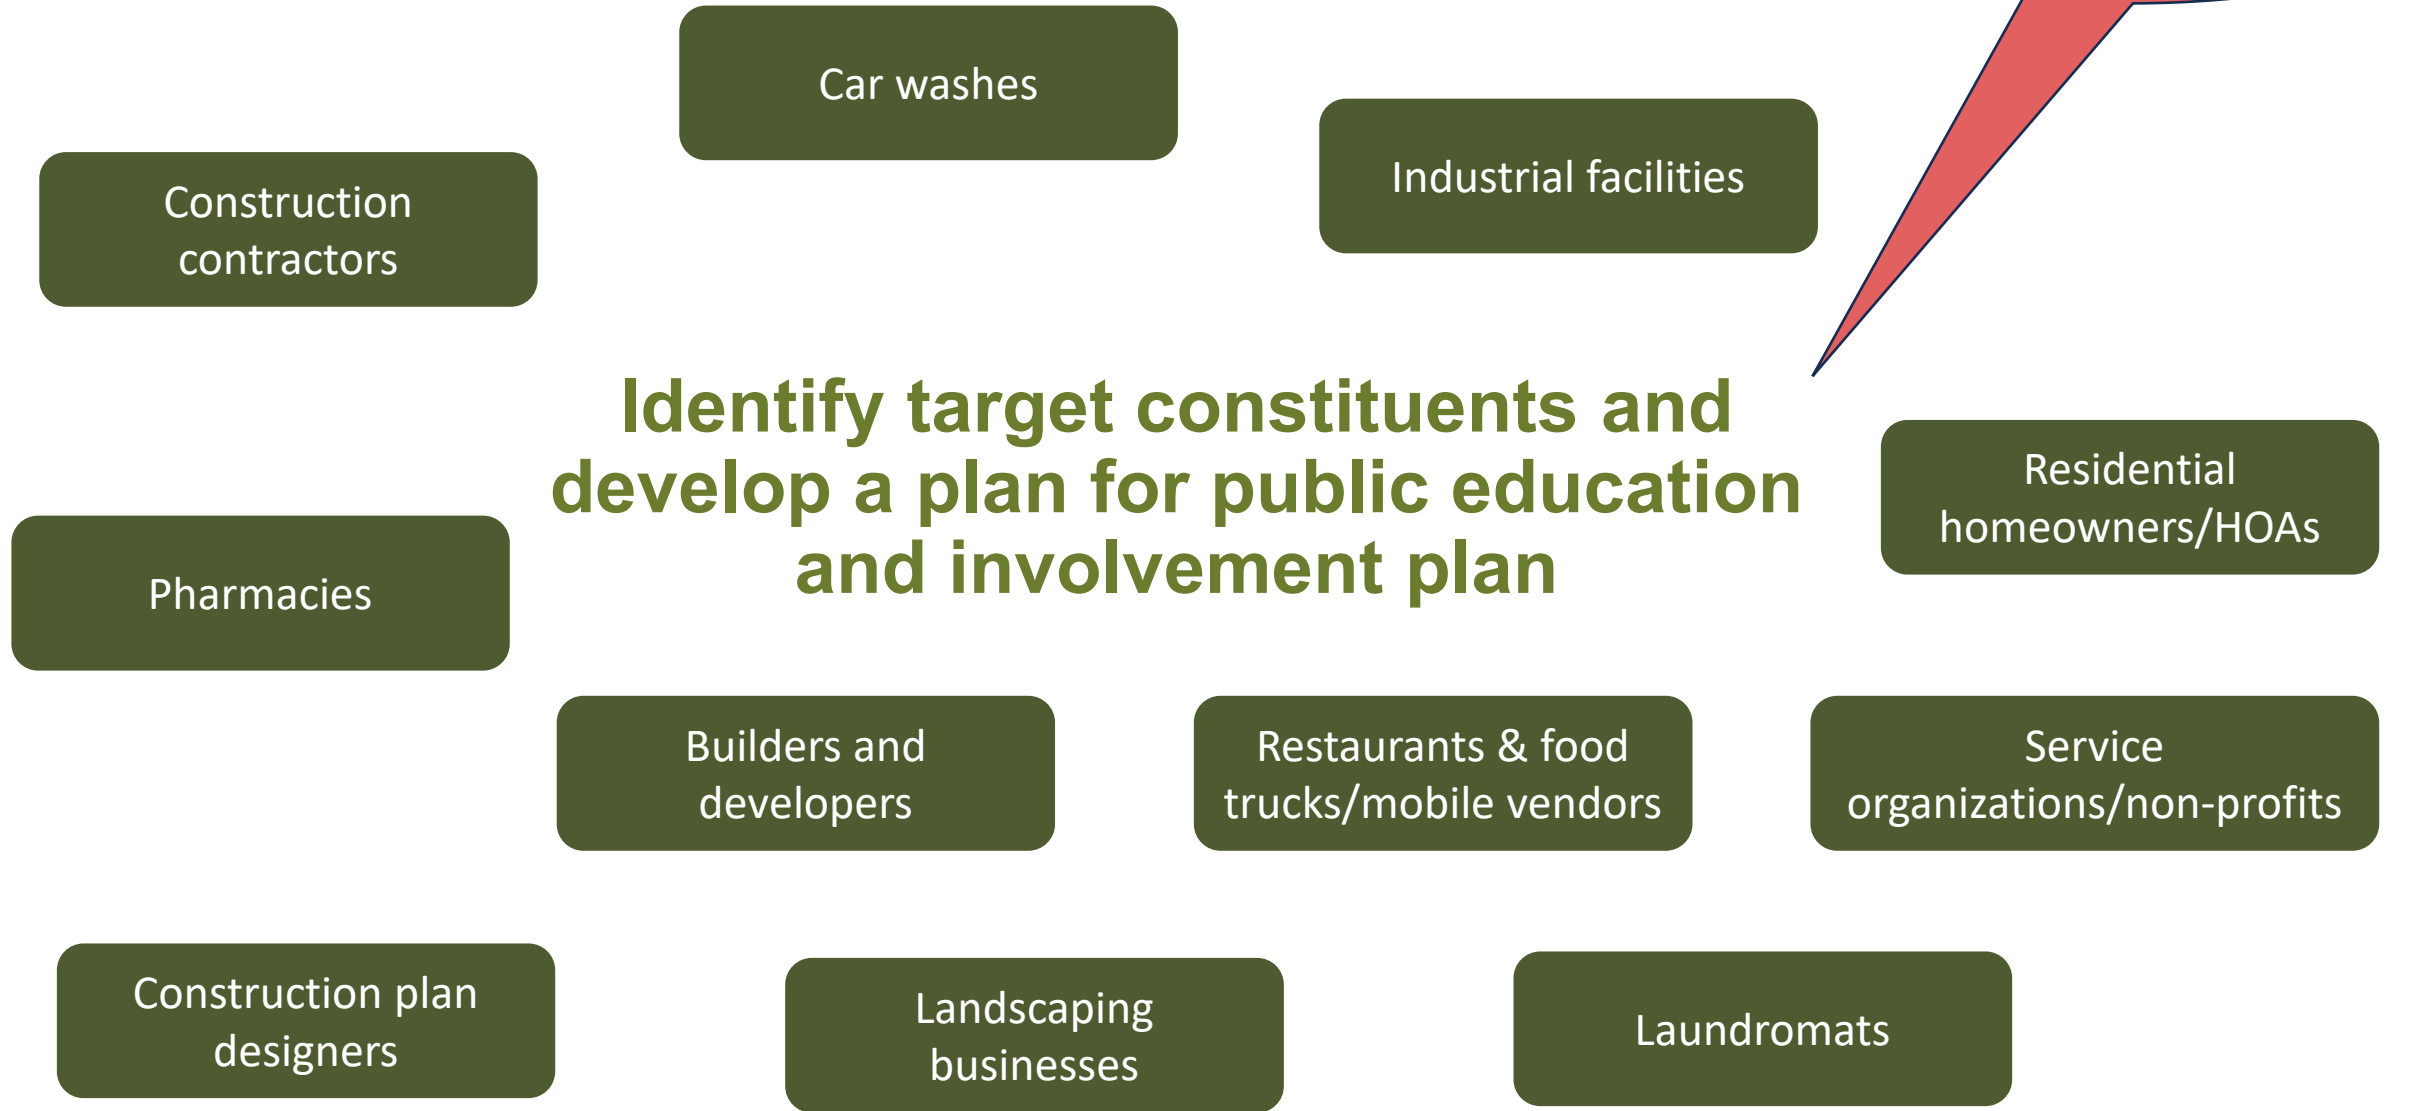 Car washes
Industrial facilities
Construction
contractors
Identify target constituents and
develop a plan for public education
and involvement plan
Residential
homeowners/HOAs
Pharmacies
Builders and
developers
Restaurants & food
trucks/mobile vendors
Service
organizations/non-profits
Construction plan
designers
Landscaping
businesses
Laundromats